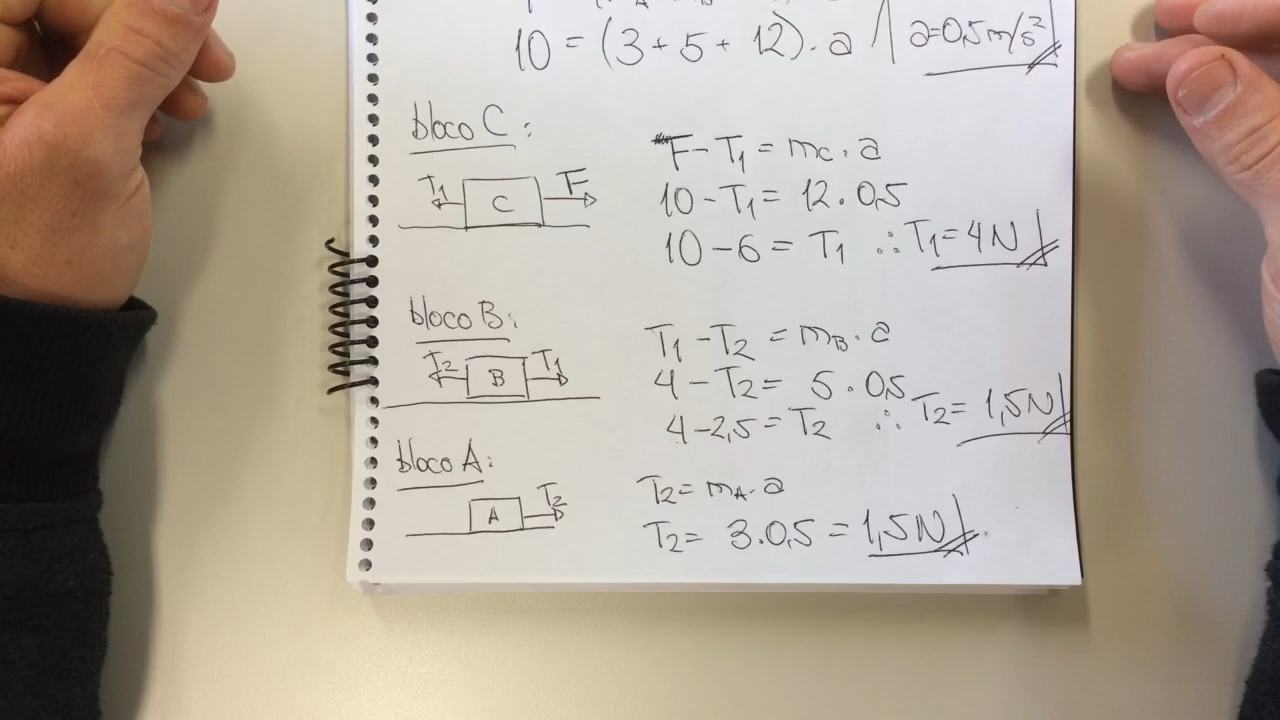 10 = (3 + 5 + 12) . a / a=0,5m/s²
bloco C:
T1 C F
F - T1 = mc . a
10 - T1 = 12 . 0,5
10 - 6 = T1 ∴ T1 = 4N
bloco B:
T2 B T1
T1 - T2 = mB . a
4 - T2 = 5 . 0,5
4 - 2,5 = T2 ∴ T2 = 1,5N
bloco A:
A T2
T2 = mA . a
T2 = 3 . 0,5 = 1,5N